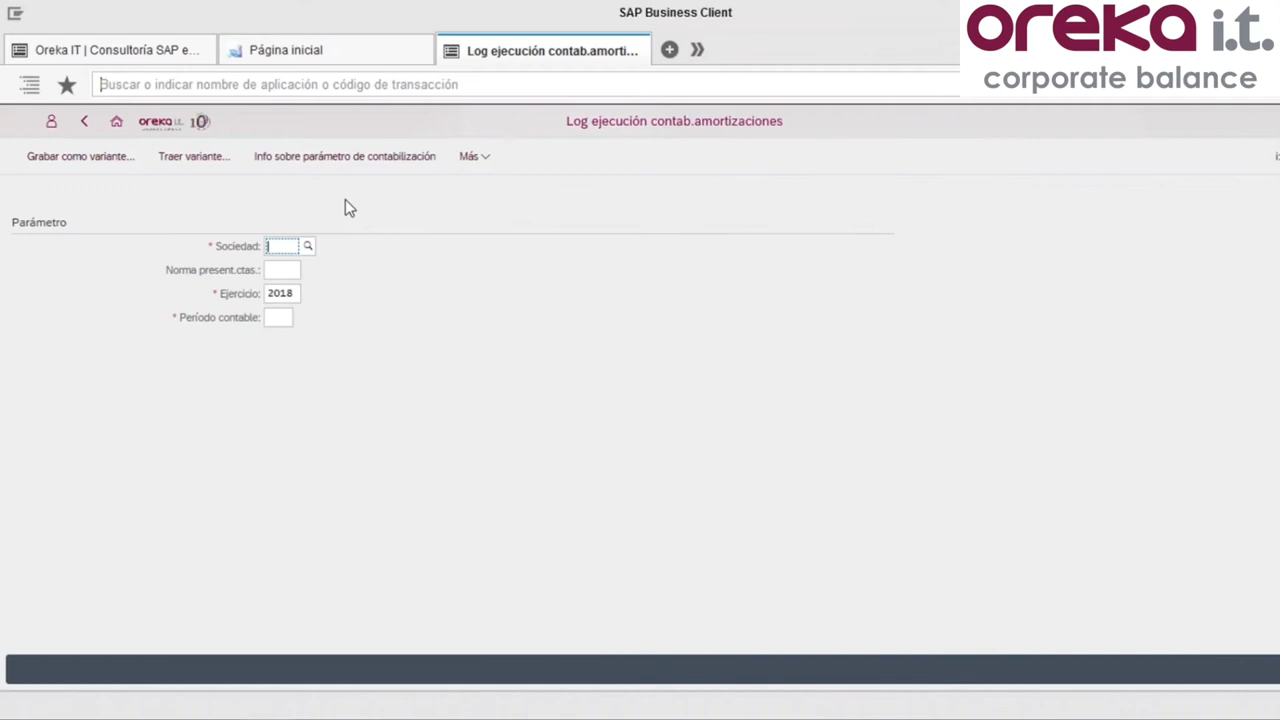 SAP Business Client
oreka i.t.
corporate balance
Oreka IT | Consultoría SAP e...
Página inicial
Log ejecución contab.amorti...
Buscar o indicar nombre de aplicación o código de transacción
oreka i.t. 10
Log ejecución contab.amortizaciones
Grabar como variante...
Traer variante...
Info sobre parámetro de contabilización
Más
Parámetro
* Sociedad:
Norma present.ctas.:
* Ejercicio: 2018
* Período contable: